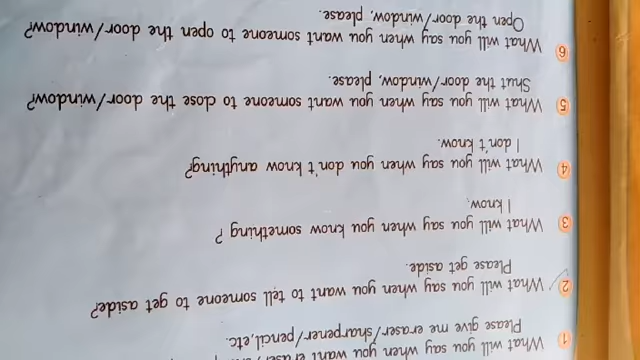 1 What will you say when you want eraser/
Please give me eraser/sharpener/pencil,etc.
2 What will you say when you want to tell someone to get aside?
Please get aside.
3 What will you say when you know something ?
I know,
4 What will you say when you don't know anything?
I don't know.
5 What will you say when you want someone to close the door/window?
Shut the door/window, please.
6 What will you say when you want someone to open the door/window?
Open the door/window, please.